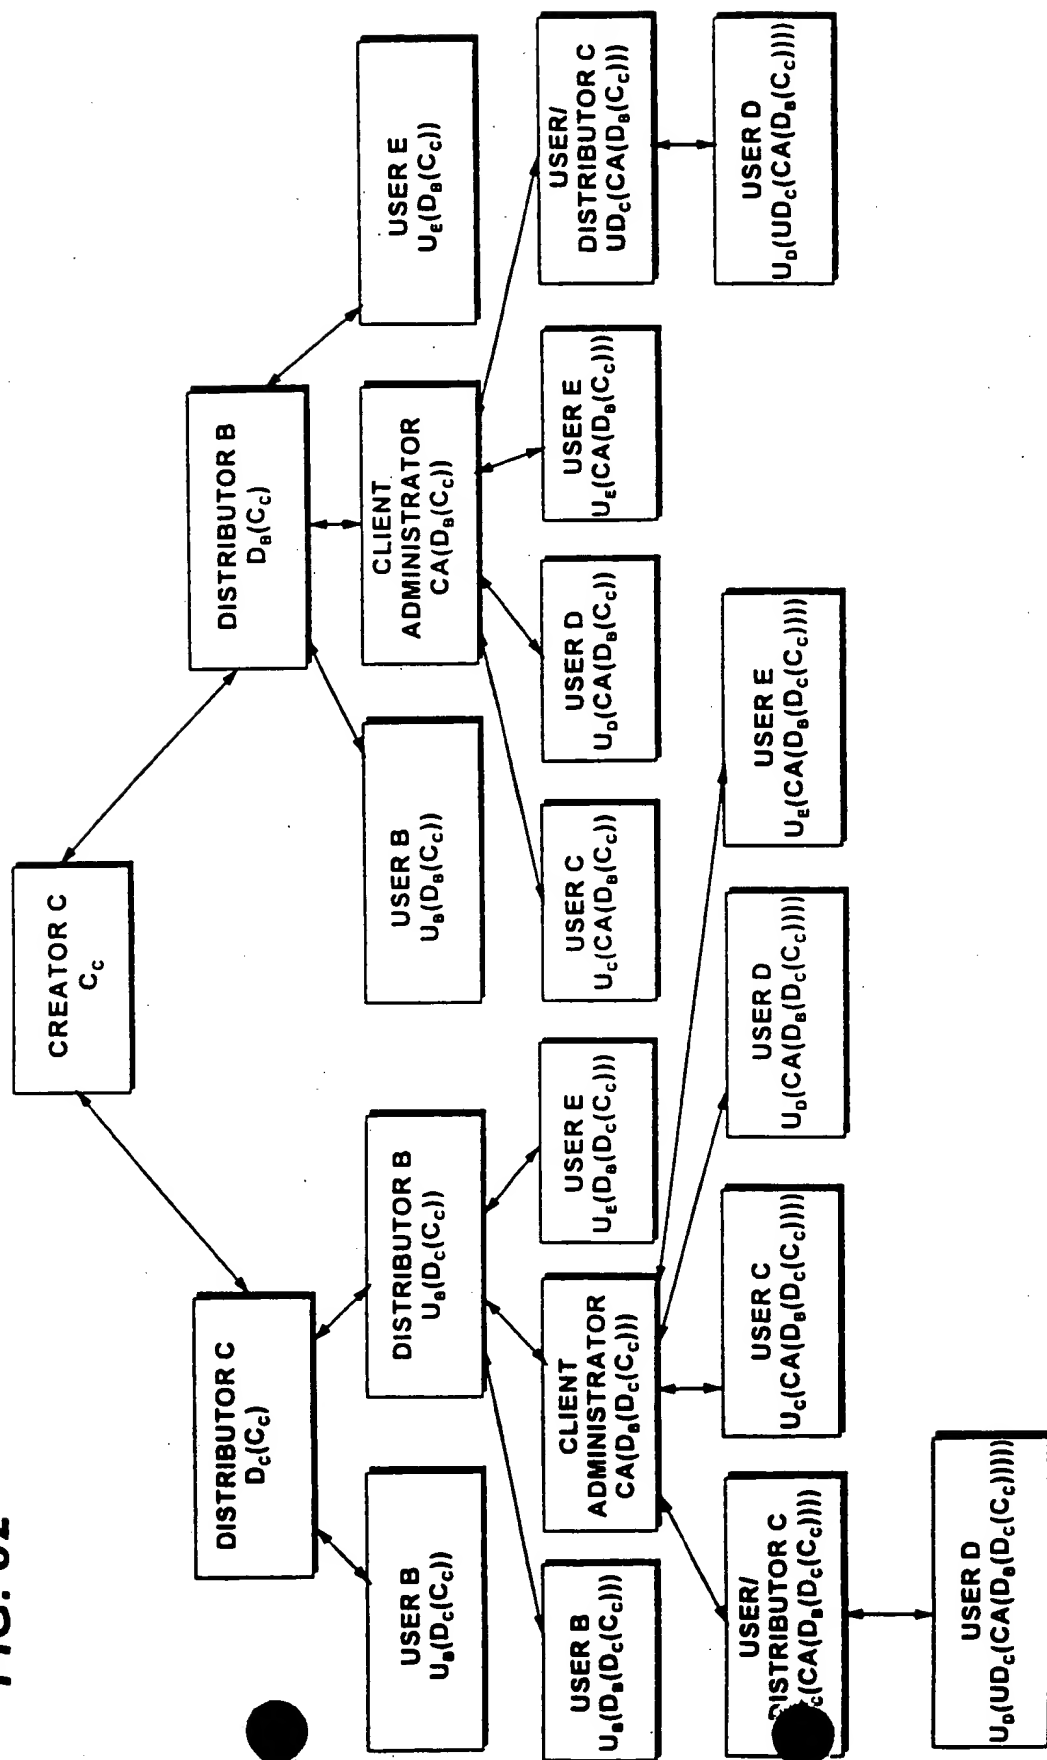 CREATOR C
C_C
DISTRIBUTOR C
D_C(C_C)
DISTRIBUTOR B
D_B(C_C)
USER B
U_B(D_C(C_C))
DISTRIBUTOR B
U_B(D_C(C_C))
USER B
U_B(D_B(C_C))
CLIENT
ADMINISTRATOR
CA(D_B(C_C))
USER E
U_E(D_B(C_C))
USER B
U_B(D_B(D_C(C_C)))
CLIENT
ADMINISTRATOR
CA(D_B(D_C(C_C)))
USER E
U_E(D_B(D_C(C_C)))
USER C
U_C(CA(D_B(C_C))
USER D
U_D(CA(D_B(C_C))
USER E
U_E(CA(D_B(C_C)))
USER/
DISTRIBUTOR C
UD_C(CA(D_B(C_C)))
USER/
DISTRIBUTOR C
C(CA(D_B(D_C(C_C))))
USER C
U_C(CA(D_B(D_C(C_C))))
USER D
U_D(CA(D_B(D_C(C_C))))
USER E
U_E(CA(D_B(D_C(C_C))))
USER D
U_D(UD_C(CA(D_B(C_C))))
USER D
U_D(UD_C(CA(D_B(D_C(C_C)))))